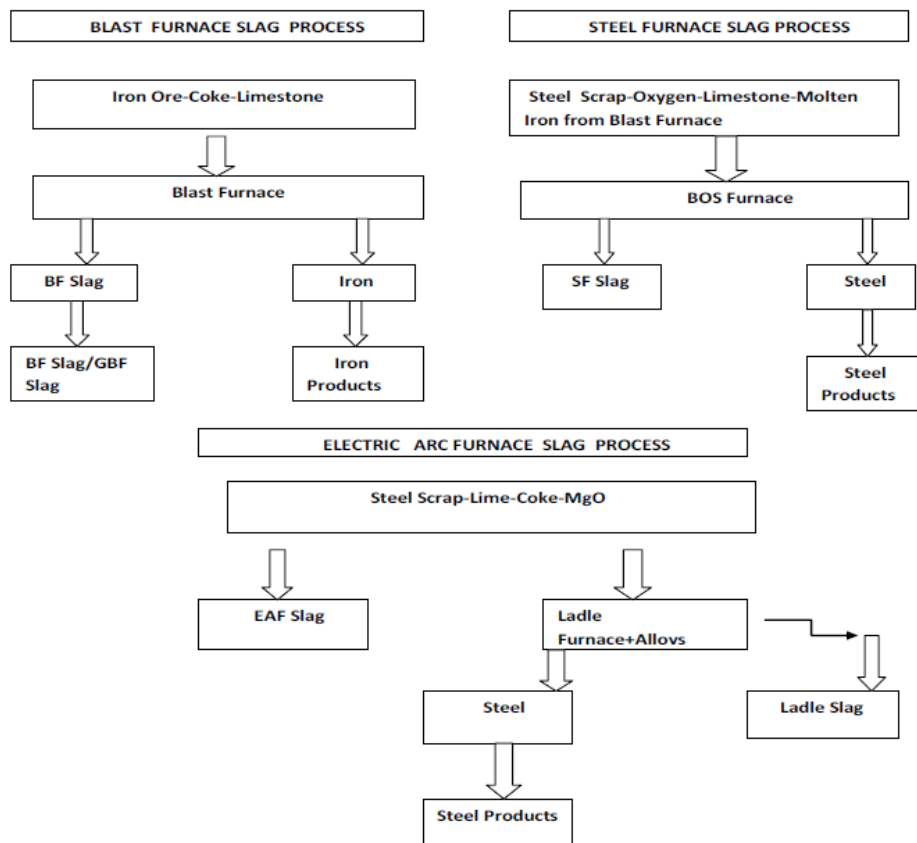 BLAST FURNACE SLAG PROCESS
Iron Ore-Coke-Limestone
Blast Furnace
BF Slag
Iron
BF Slag/GBF
Slag
Iron
Products
STEEL FURNACE SLAG PROCESS
Steel Scrap-Oxygen-Limestone-Molten
Iron from Blast Furnace
BOS Furnace
SF Slag
Steel
Steel
Products
ELECTRIC ARC FURNACE SLAG PROCESS
Steel Scrap-Lime-Coke-MgO
EAF Slag
Ladle
Furnace+Allovs
Steel
Ladle Slag
Steel Products